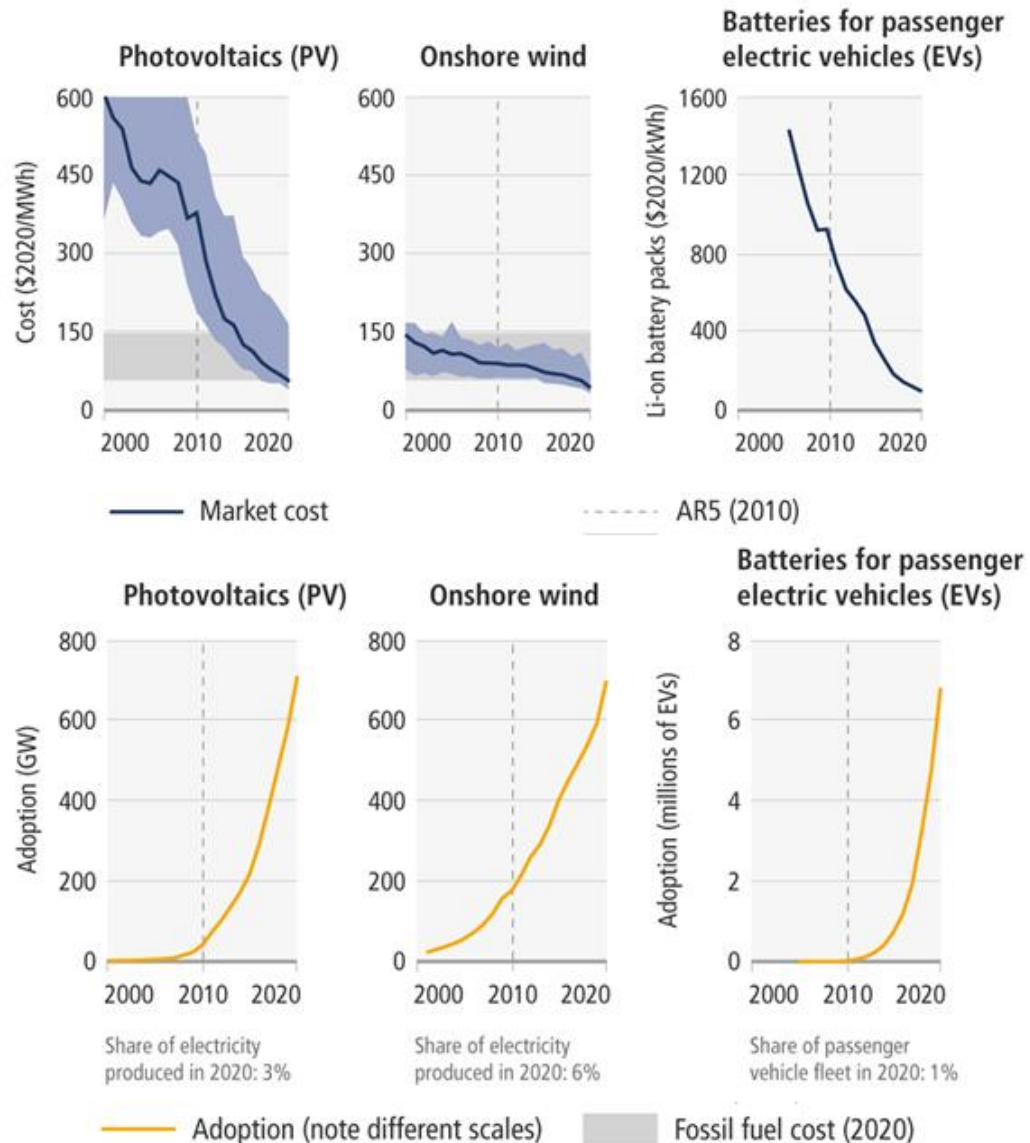 Photovoltaics (PV)
Onshore wind
Batteries for passenger
electric vehicles (EVs)
Cost ($2020/MWh)
600
450
300
150
0
2000 2010 2020
600
450
300
150
0
2000 2010 2020
Li-on battery packs ($2020/kWh)
1600
1200
800
400
0
2000 2010 2020
Market cost
AR5 (2010)
Photovoltaics (PV)
Onshore wind
Batteries for passenger
electric vehicles (EVs)
Adoption (GW)
800
600
400
200
0
2000 2010 2020
Share of electricity
produced in 2020: 3%
800
600
400
200
0
2000 2010 2020
Share of electricity
produced in 2020: 6%
Adoption (millions of EVs)
8
6
4
2
0
2000 2010 2020
Share of passenger
vehicle fleet in 2020: 1%
Adoption (note different scales)
Fossil fuel cost (2020)